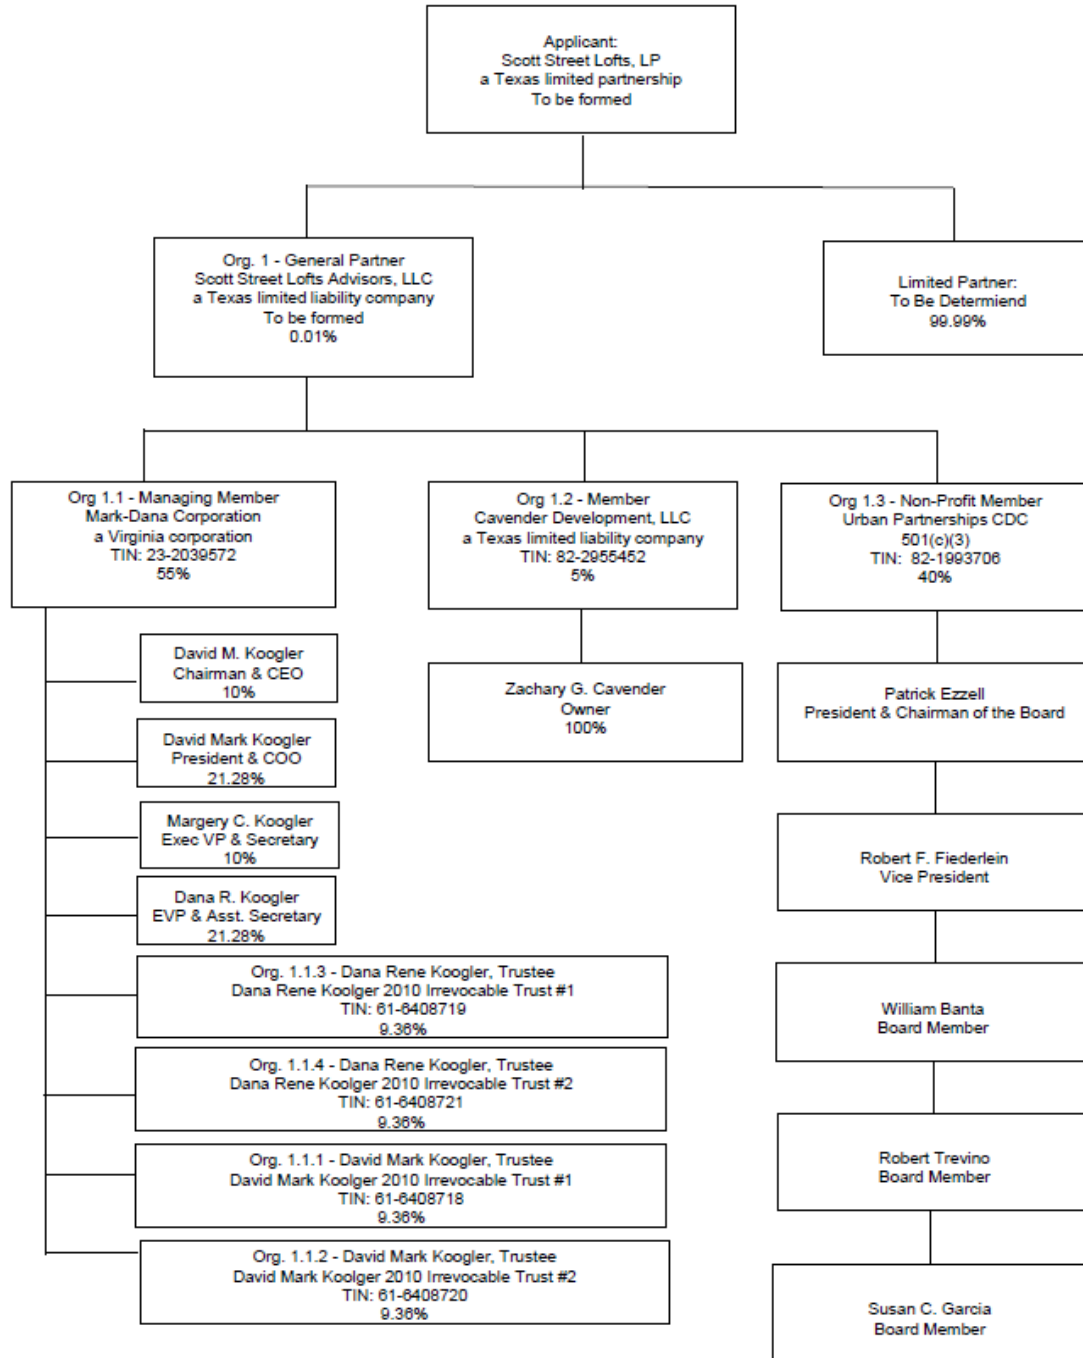 Applicant:
Scott Street Lofts, LP
a Texas limited partnership
To be formed
Org. 1 - General Partner
Scott Street Lofts Advisors, LLC
a Texas limited liability company
To be formed
0.01%
Limited Partner:
To Be Determiend
99.99%
Org 1.1 - Managing Member
Mark-Dana Corporation
a Virginia corporation
TIN: 23-2039572
55%
Org 1.2 - Member
Cavender Development, LLC
a Texas limited liability company
TIN: 82-2955452
5%
Org 1.3 - Non-Profit Member
Urban Partnerships CDC
501(c)(3)
TIN: 82-1993706
40%
David M. Koogler
Chairman & CEO
10%
David Mark Koogler
President & COO
21.28%
Margery C. Koogler
Exec VP & Secretary
10%
Dana R. Koogler
EVP & Asst. Secretary
21.28%
Org. 1.1.3 - Dana Rene Koogler, Trustee
Dana Rene Koolger 2010 Irrevocable Trust #1
TIN: 61-6408719
9.36%
Org. 1.1.4 - Dana Rene Koogler, Trustee
Dana Rene Koolger 2010 Irrevocable Trust #2
TIN: 61-6408721
9.36%
Org. 1.1.1 - David Mark Koogler, Trustee
David Mark Koolger 2010 Irrevocable Trust #1
TIN: 61-6408718
9.36%
Org. 1.1.2 - David Mark Koogler, Trustee
David Mark Koolger 2010 Irrevocable Trust #2
TIN: 61-6408720
9.36%
Zachary G. Cavender
Owner
100%
Patrick Ezzell
President & Chairman of the Board
Robert F. Fiederlein
Vice President
William Banta
Board Member
Robert Trevino
Board Member
Susan C. Garcia
Board Member